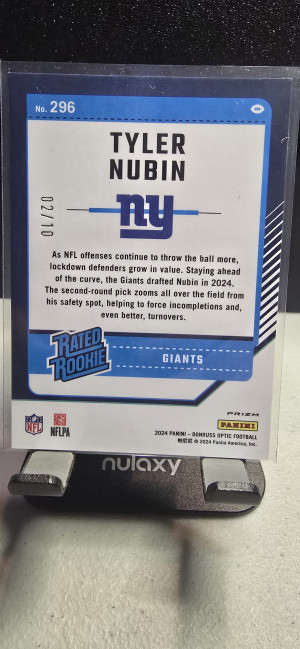 No. 296
TYLER
NUBIN
ny
02/10
As NFL offenses continue to throw the ball more,
lockdown defenders grow in value. Staying ahead
of the curve, the Giants drafted Nubin in 2024.
The second-round pick zooms all over the field from
his safety spot, helping to force incompletions and,
even better, turnovers.
RATED
ROOKIE
GIANTS
NFL
NFLPA
PRIZM
PANINI
2024 PANINI - DONRUSS OPTIC FOOTBALL
© 2024 Panini America, Inc.
nulaxy